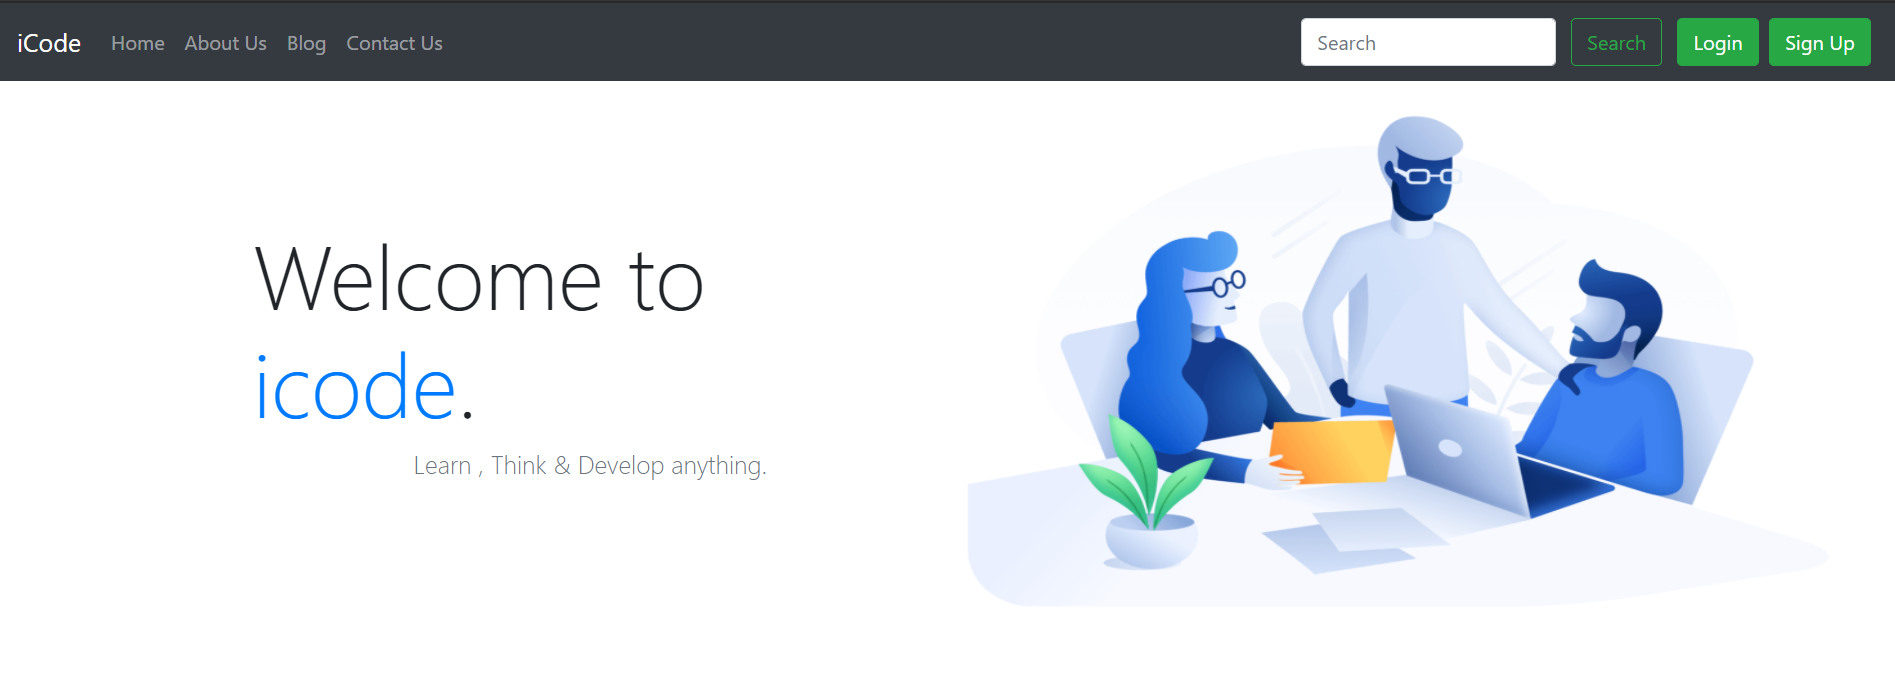 iCode Home About Us Blog Contact Us Search Search Login Sign Up
Welcome to
icode.
Learn , Think & Develop anything.